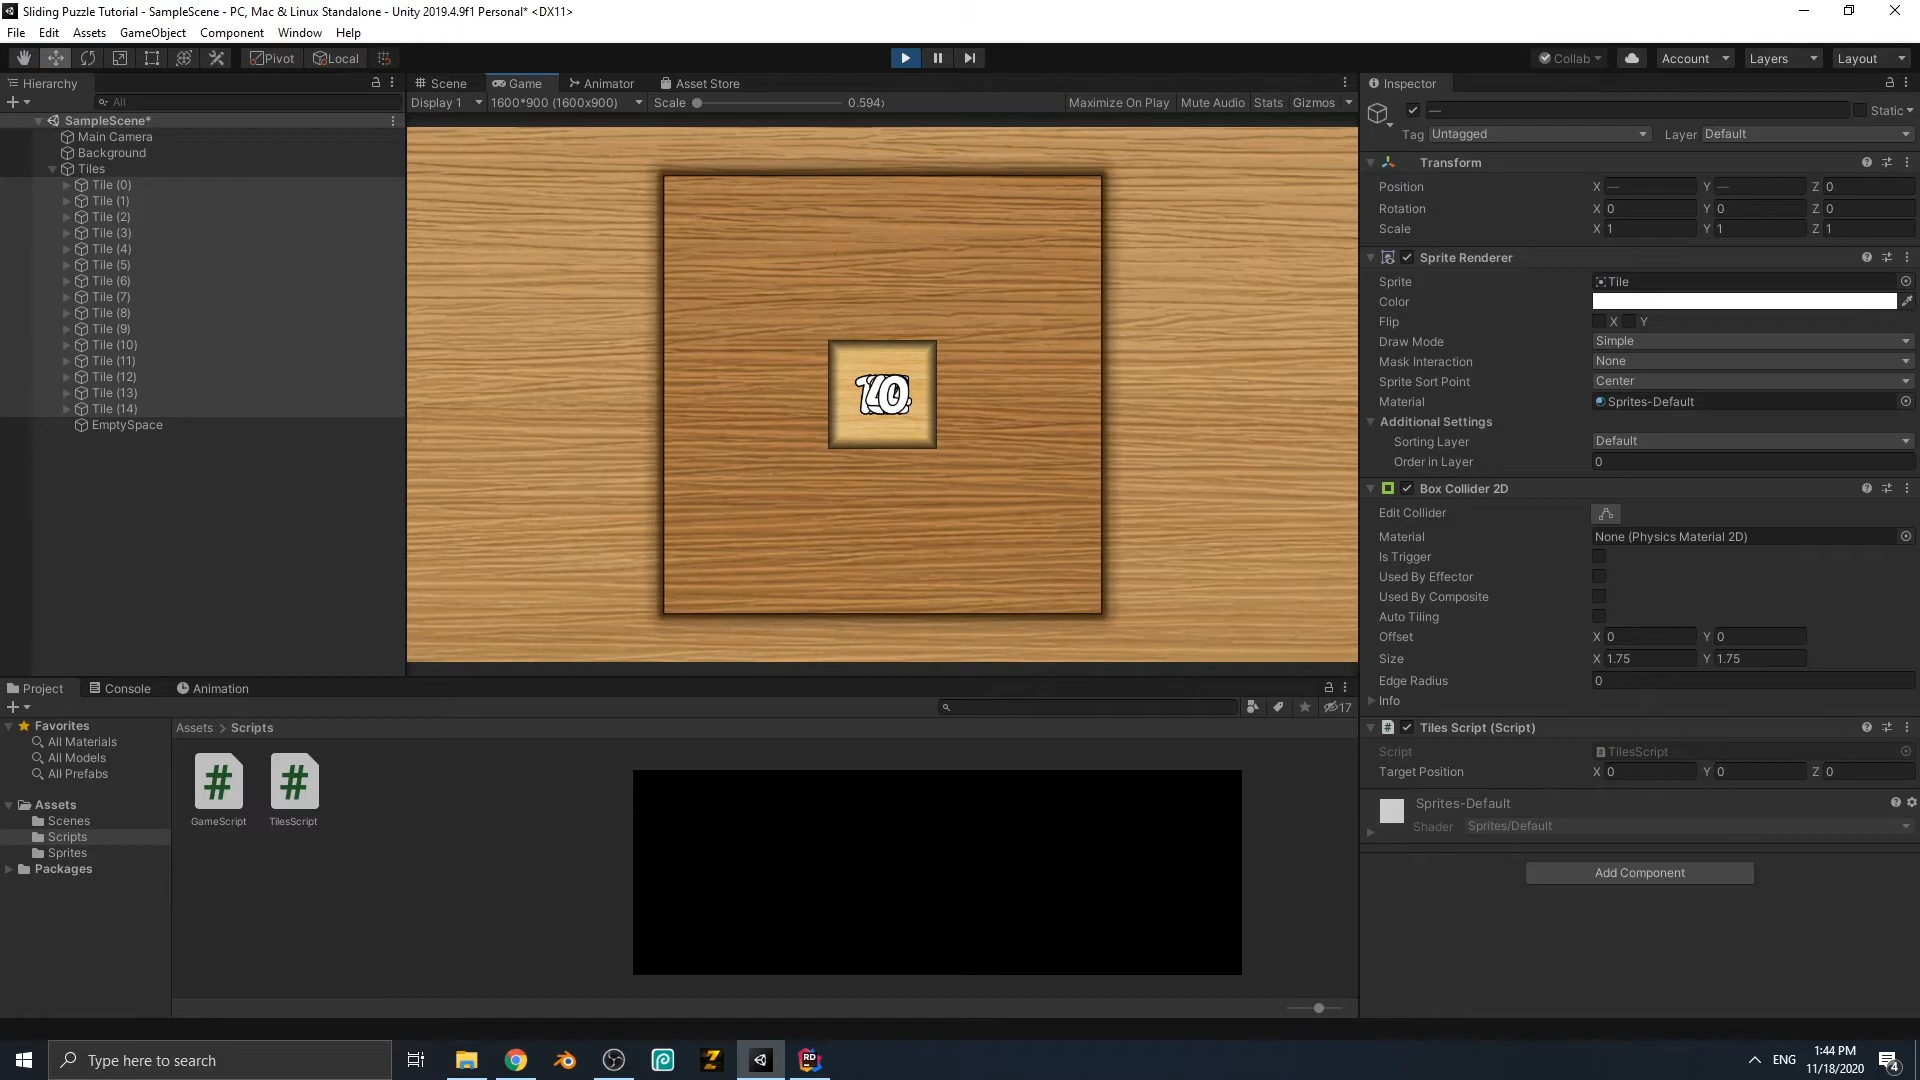 Sliding Puzzle Tutorial - SampleScene - PC, Mac & Linux Standalone - Unity 2019.4.9f1 Personal* <DX11>
File Edit Assets GameObject Component Window Help
Pivot Local Collab Account Layers Layout
Hierarchy
All
SampleScene*
Main Camera
Background
Tiles
Tile (0)
Tile (1)
Tile (2)
Tile (3)
Tile (4)
Tile (5)
Tile (6)
Tile (7)
Tile (8)
Tile (9)
Tile (10)
Tile (11)
Tile (12)
Tile (13)
Tile (14)
EmptySpace
Scene Game Animator Asset Store
Display 1 1600*900 (1600x900) Scale 0.594 Maximize On Play Mute Audio Stats Gizmos
Inspector
— Static
Tag Untagged Layer Default
Transform
Position X — Y — Z 0
Rotation X 0 Y 0 Z 0
Scale X 1 Y 1 Z 1
Sprite Renderer
Sprite Tile
Color
Flip X Y
Draw Mode Simple
Mask Interaction None
Sprite Sort Point Center
Material Sprites-Default
Additional Settings
Sorting Layer Default
Order in Layer 0
Box Collider 2D
Edit Collider
Material None (Physics Material 2D)
Is Trigger
Used By Effector
Used By Composite
Auto Tiling
Offset X 0 Y 0
Size X 1.75 Y 1.75
Edge Radius 0
Info
Tiles Script (Script)
Script TilesScript
Target Position X 0 Y 0 Z 0
Sprites-Default
Shader Sprites/Default
Add Component
Project Console Animation
17
Favorites
All Materials
All Models
All Prefabs
Assets
Scenes
Scripts
Sprites
Packages
Assets > Scripts
GameScript TilesScript
Type here to search
ENG
1:44 PM
11/18/2020
4